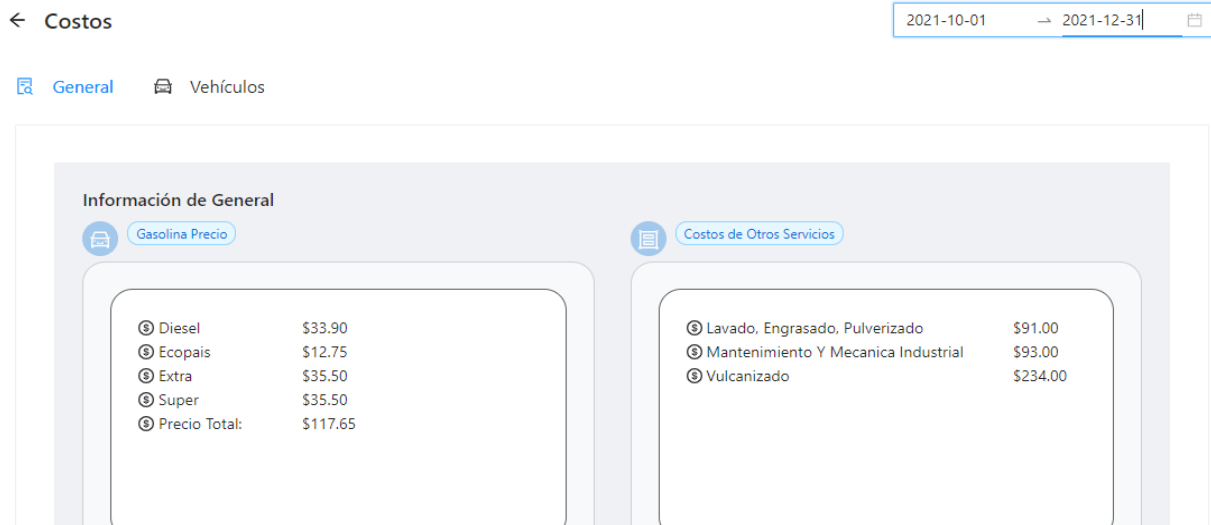 Costos
2021-10-01 → 2021-12-31
General Vehículos
Información de General
Gasolina Precio
Diesel $33.90
Ecopais $12.75
Extra $35.50
Super $35.50
Precio Total: $117.65
Costos de Otros Servicios
Lavado, Engrasado, Pulverizado $91.00
Mantenimiento Y Mecanica Industrial $93.00
Vulcanizado $234.00